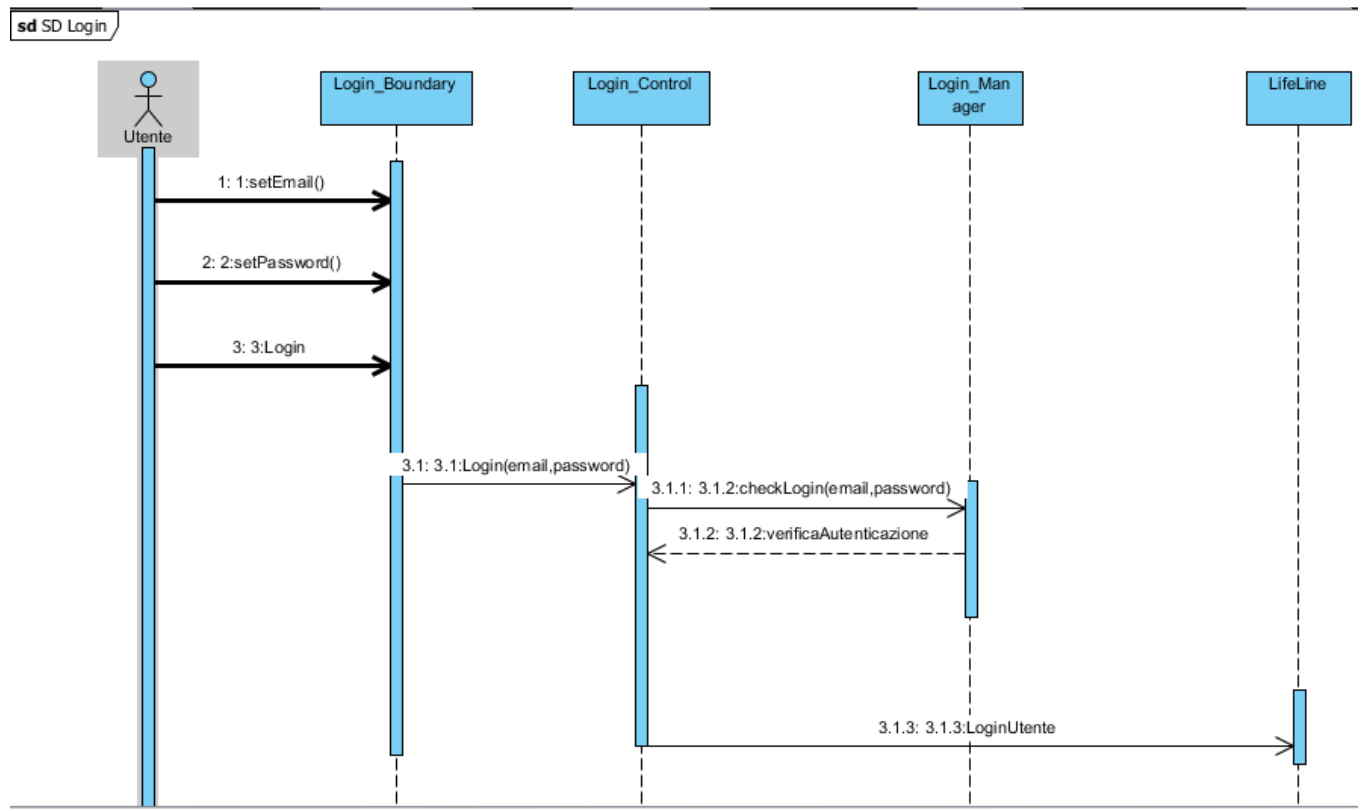 sd SD Login
Utente
Login_Boundary
Login_Control
Login_Man
ager
LifeLine
1: 1:setEmail()
2: 2:setPassword()
3: 3:Login
3.1: 3.1:Login(email,password)
3.1.1: 3.1.2:checkLogin(email,password)
3.1.2: 3.1.2:verificaAutenticazione
3.1.3: 3.1.3:LoginUtente